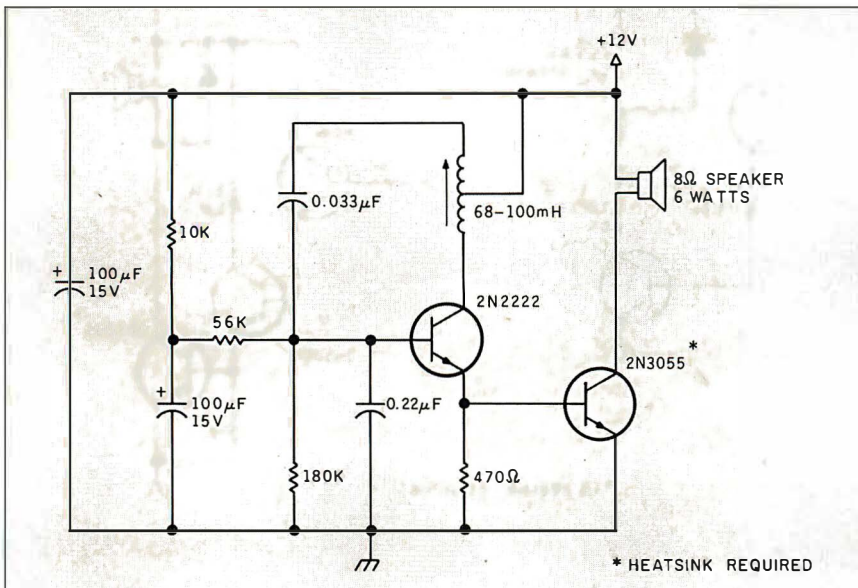 +12V
0.033µF
8Ω SPEAKER
6 WATTS
68-100mH
10K
+
100µF
15V
2N2222
56K
2N3055 *
+
100µF
15V
0.22µF
180K
470Ω
* HEATSINK REQUIRED